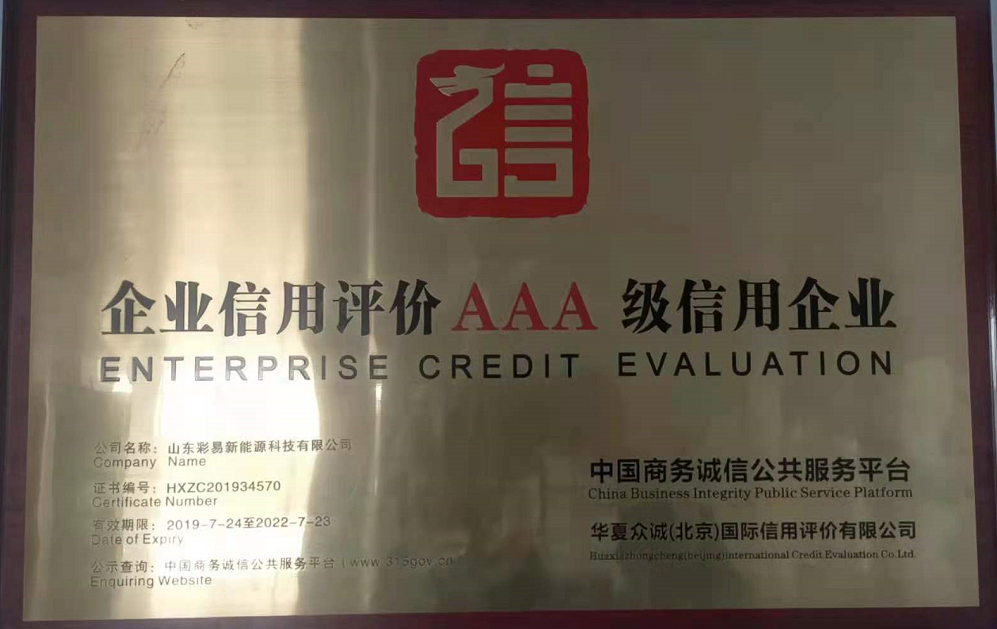 信
企业信用评价AAA 级信用企业
ENTERPRISE CREDIT EVALUATION
公司名称：山东彩易新能源科技有限公司
Company Name
证书编号：HXZC201934570
Certificate Number
有效期限：2019-7-24至2022-7-23
Date of Expiry
公示查询：中国商务诚信公共服务平台（www.315gov.cn
Enquiring Website
中国商务诚信公共服务平台
China Business Integrity Public Service Platform
华夏众诚(北京)国际信用评价有限公司
Huaxiazhongcheng(beijing)international Credit Evaluation Co.Ltd.